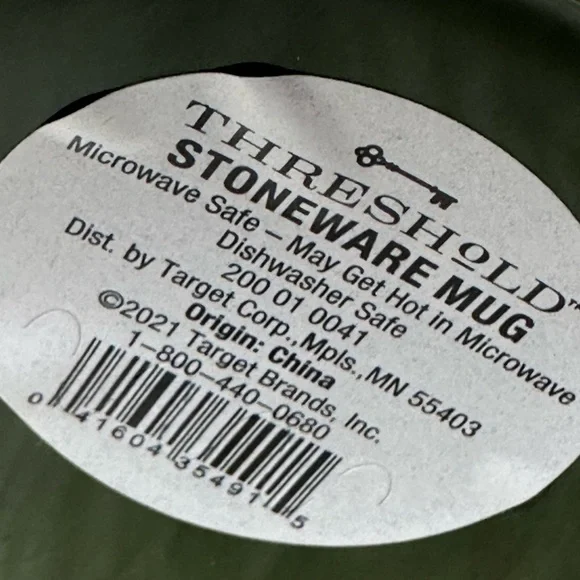 THRESHOLD
STONEWARE MUG
Microwave Safe – May Get Hot in Microwave
Dishwasher Safe
200 01 0041
Dist. by Target Corp., Mpls., MN 55403
Origin: China
©2021 Target Brands, Inc.
1-800-440-0680
0 41604 35491 5